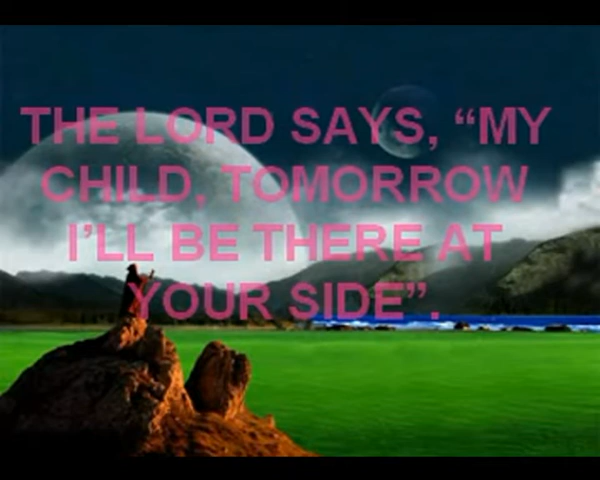 THE LORD SAYS, “MY
CHILD, TOMORROW
I’LL BE THERE AT
YOUR SIDE”.